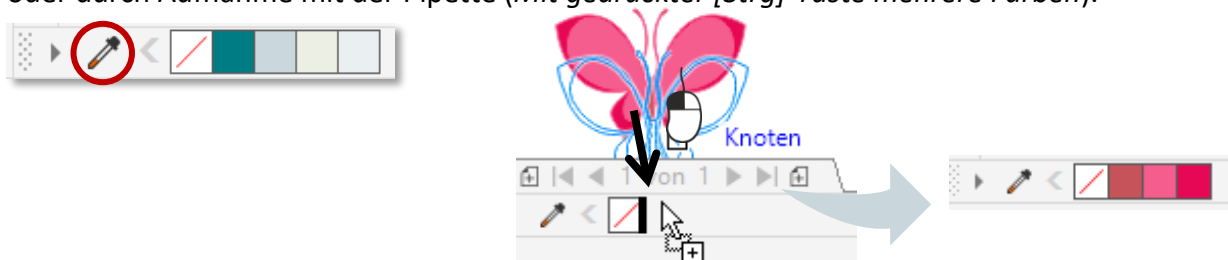 oder durch Aufnahme mit der Pipette (Mit gedrückter [Strg]-Taste mehrere Farben):
Knoten
1 von 1